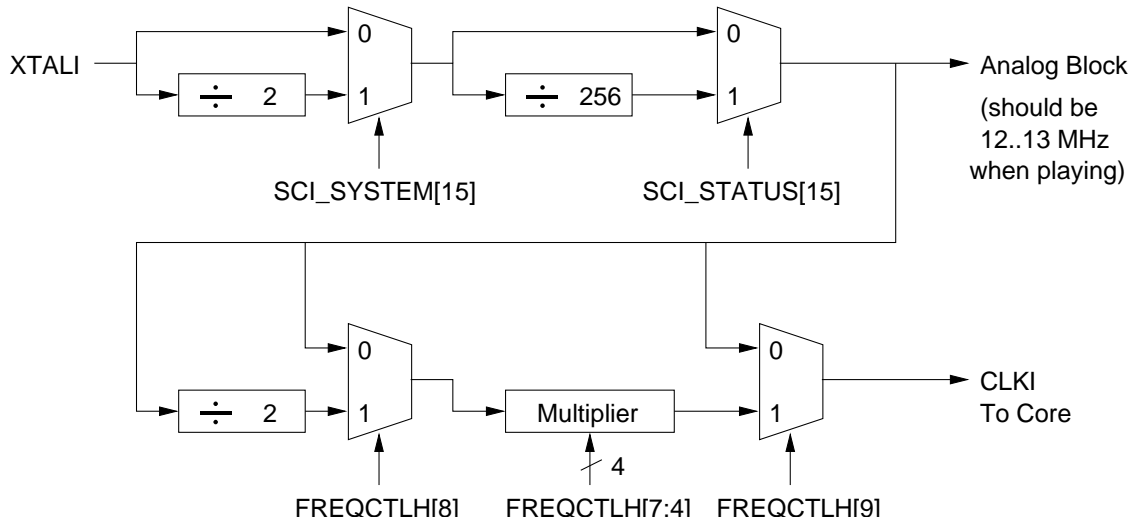 XTALI
0
÷ 2
1
SCI_SYSTEM[15]
0
÷ 256
1
SCI_STATUS[15]
Analog Block
(should be
12..13 MHz
when playing)
÷ 2
0
1
FREQCTLH[8]
Multiplier
4
FREQCTLH[7:4]
0
1
FREQCTLH[9]
CLKI
To Core